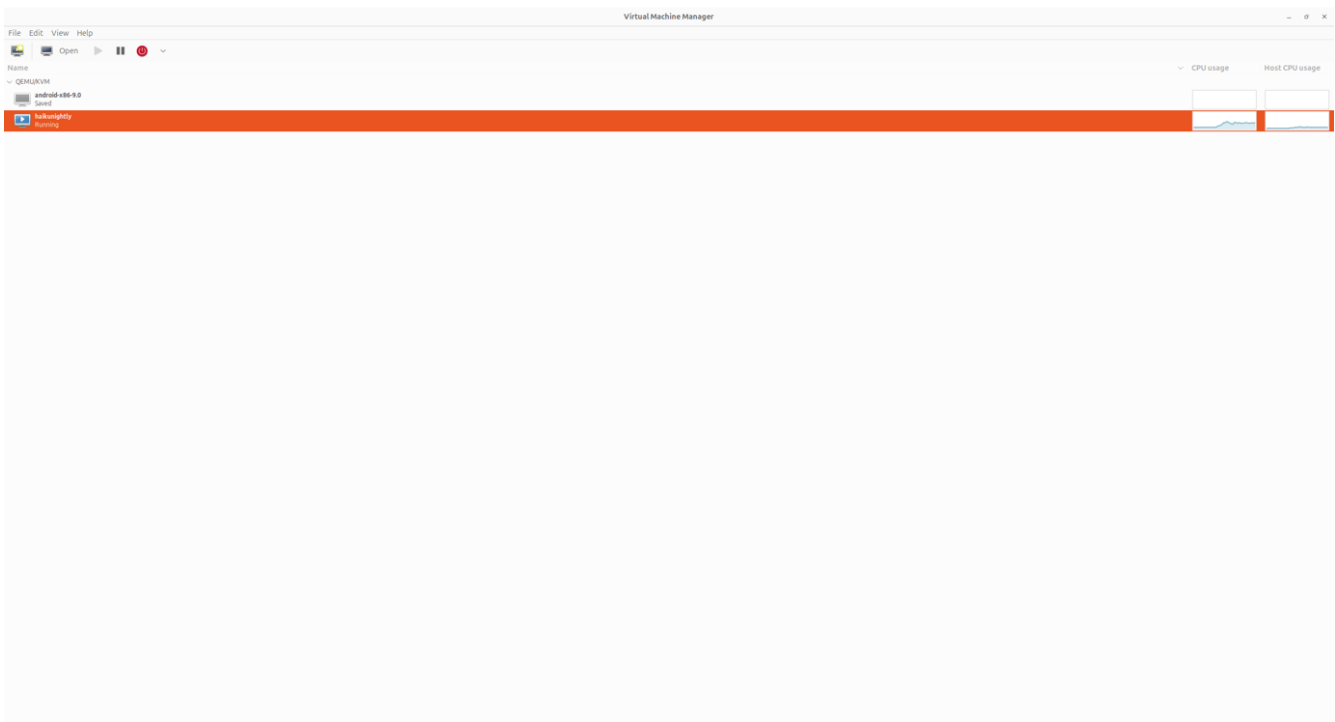 Virtual Machine Manager
File Edit View Help
Open
Name CPU usage Host CPU usage
QEMU/KVM
android-x86-9.0
Saved
haikunightly
Running